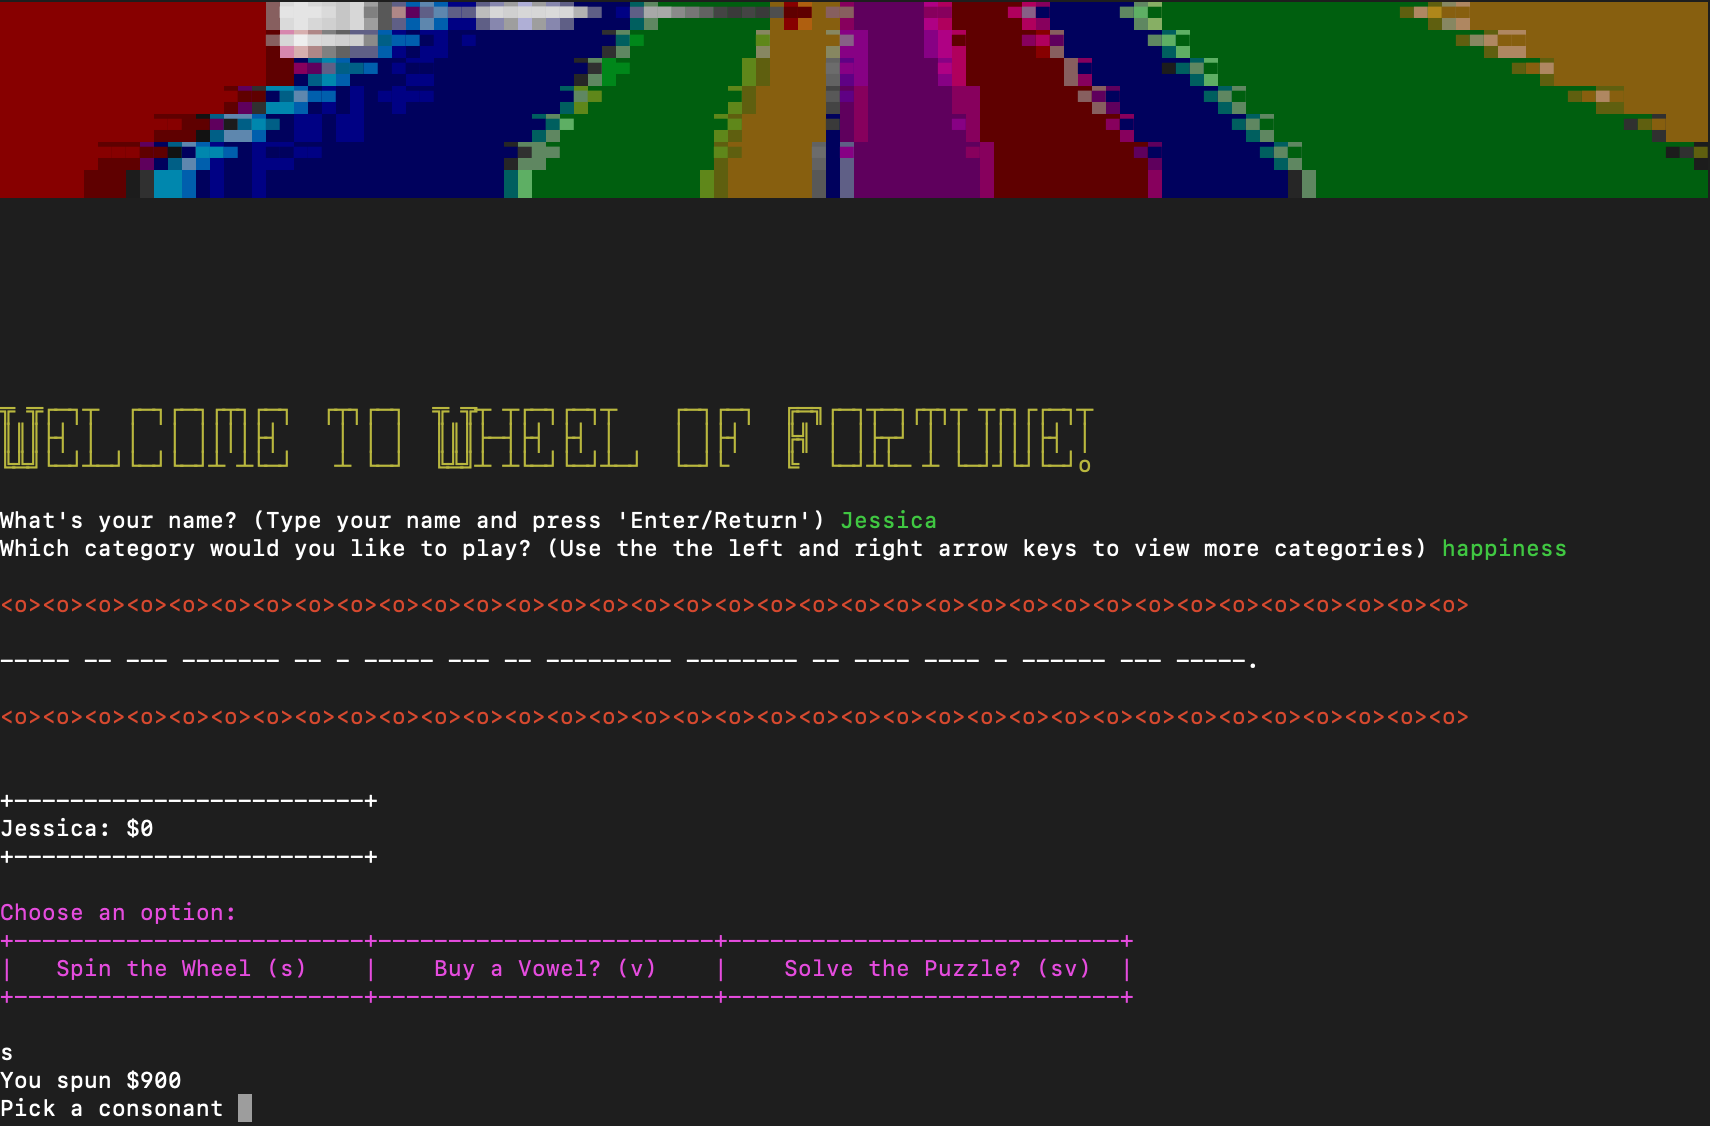 WELCOME TO WHEEL OF FORTUNE!
What's your name? (Type your name and press 'Enter/Return') Jessica
Which category would you like to play? (Use the the left and right arrow keys to view more categories) happiness
<o><o><o><o><o><o><o><o><o><o><o><o><o><o><o><o><o><o><o><o><o><o><o><o><o><o><o><o><o><o><o><o><o><o><o>
----- -- --- ------- -- - ----- --- -- --------- -------- -- ---- ---- - ------ --- -----.
<o><o><o><o><o><o><o><o><o><o><o><o><o><o><o><o><o><o><o><o><o><o><o><o><o><o><o><o><o><o><o><o><o><o><o>
+-------------------------+
Jessica: $0
+-------------------------+
Choose an option:
+-------------------------+------------------------+----------------------------+
|   Spin the Wheel (s)    |    Buy a Vowel? (v)    |    Solve the Puzzle? (sv)  |
+-------------------------+------------------------+----------------------------+
s
You spun $900
Pick a consonant